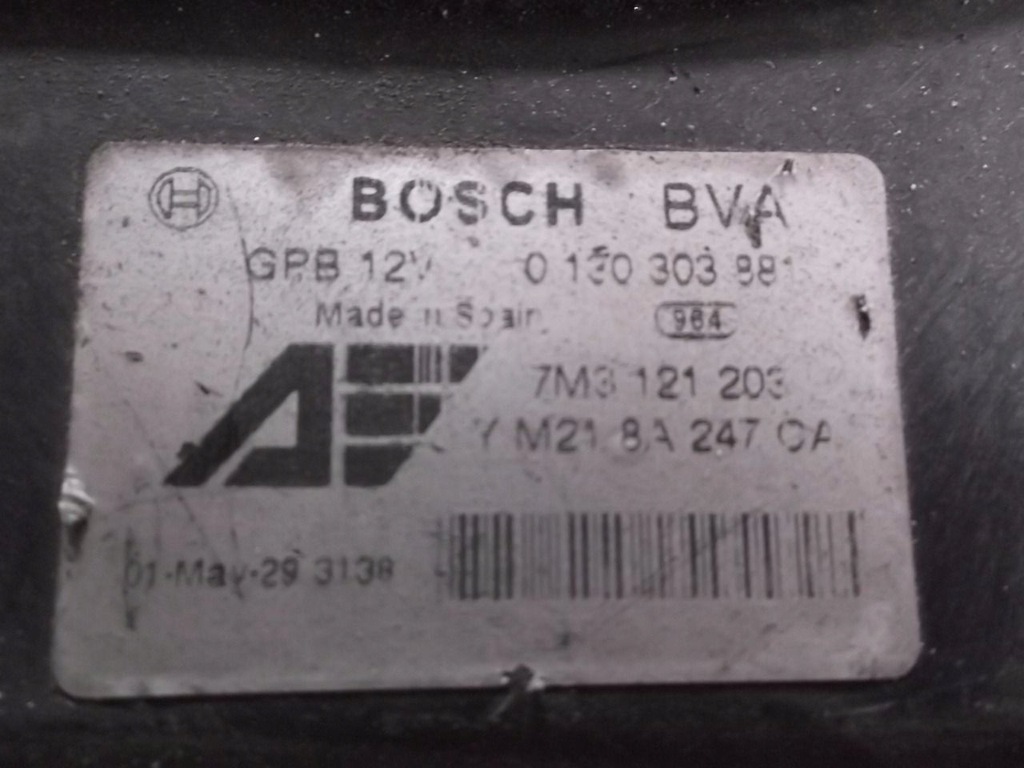 BOSCH BVA
GPB 12V 0 130 303 881
Made in Spain 984
7M3 121 203
YM21 8A 247 CA
01-May-29 3138